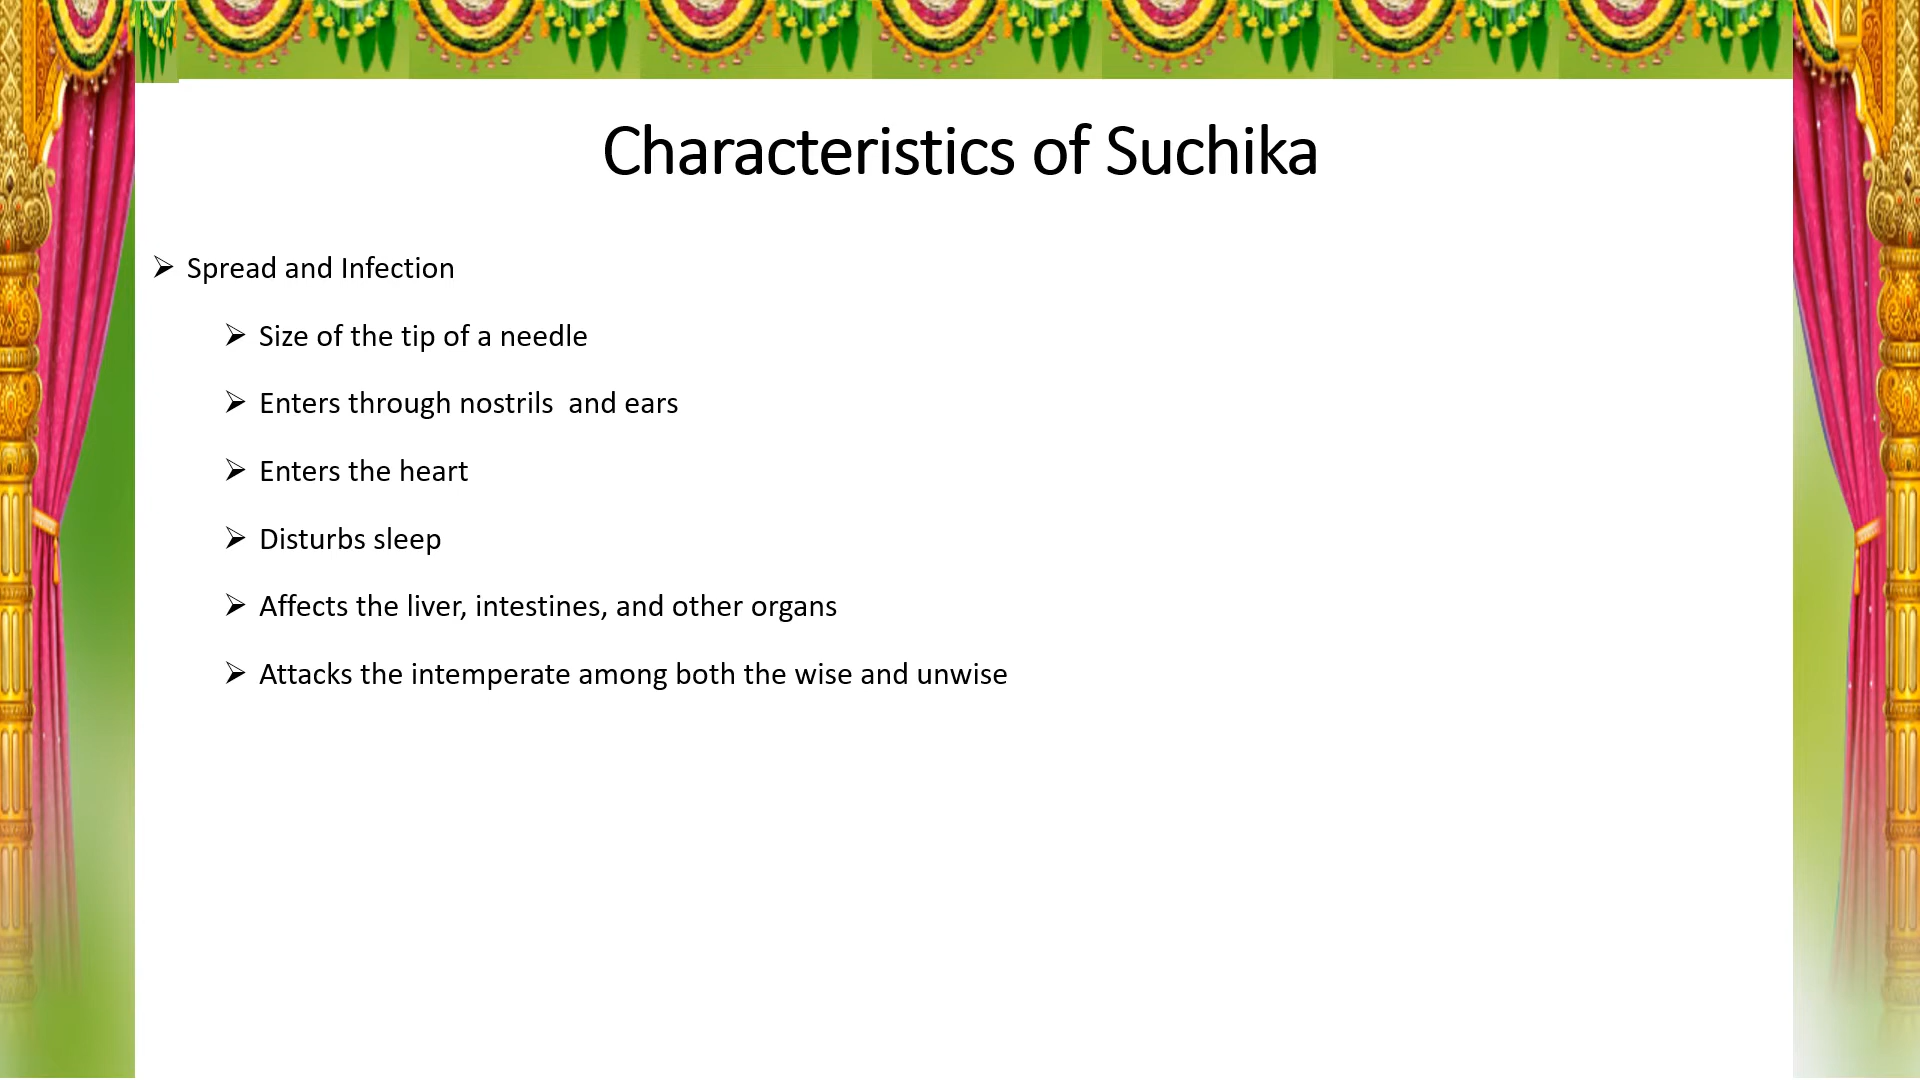 Characteristics of Suchika
➢ Spread and Infection
➢ Size of the tip of a needle
➢ Enters through nostrils  and ears
➢ Enters the heart
➢ Disturbs sleep
➢ Affects the liver, intestines, and other organs
➢ Attacks the intemperate among both the wise and unwise